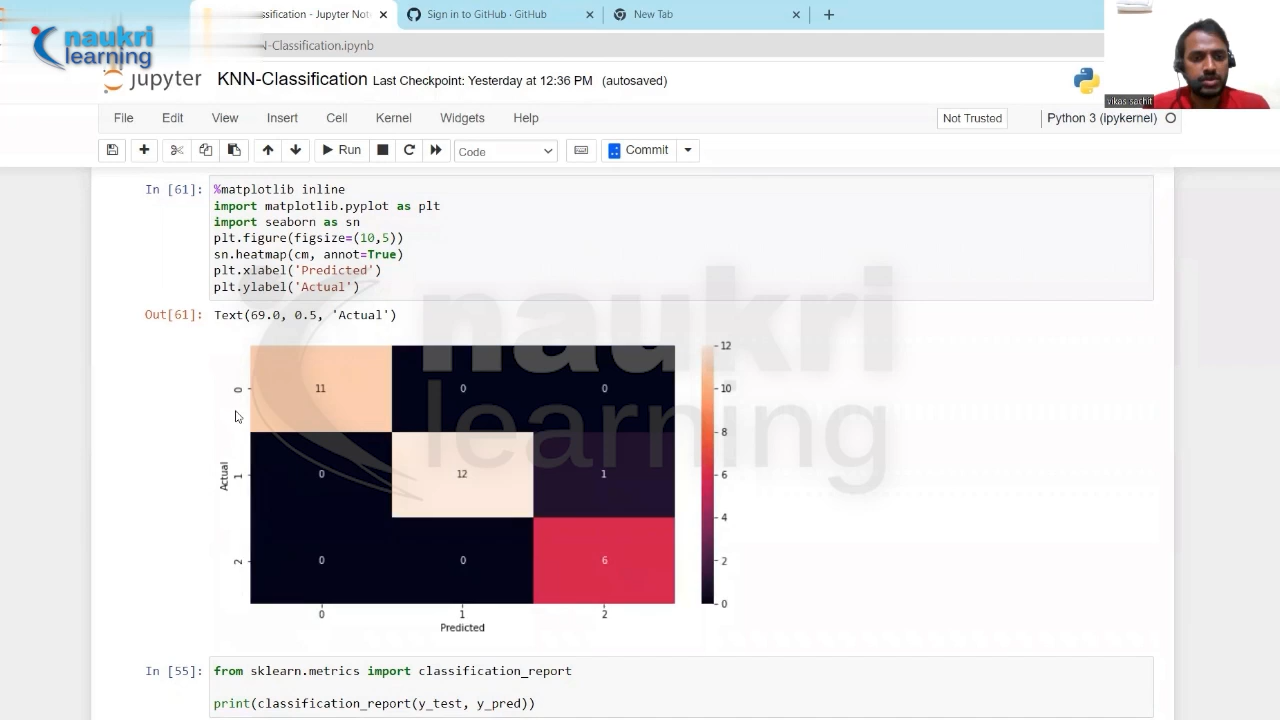 ssification - Jupyter Not
n in to GitHub · GitHub
New Tab
naukri
learning
N-Classification.ipynb
jupyter KNN-Classification Last Checkpoint: Yesterday at 12:36 PM (autosaved)
vikas sachit
File Edit View Insert Cell Kernel Widgets Help
Not Trusted
Python 3 (ipykernel)
Run
Code
Commit
In [61]:
%matplotlib inline
import matplotlib.pyplot as plt
import seaborn as sn
plt.figure(figsize=(10,5))
sn.heatmap(cm, annot=True)
plt.xlabel('Predicted')
plt.ylabel('Actual')
Out[61]: Text(69.0, 0.5, 'Actual')
naukri
learning
0 11 0 0
1 0 12 1
2 0 0 6
Actual
0 1 2
Predicted
12
10
8
6
4
2
0
In [55]:
from sklearn.metrics import classification_report
print(classification_report(y_test, y_pred))